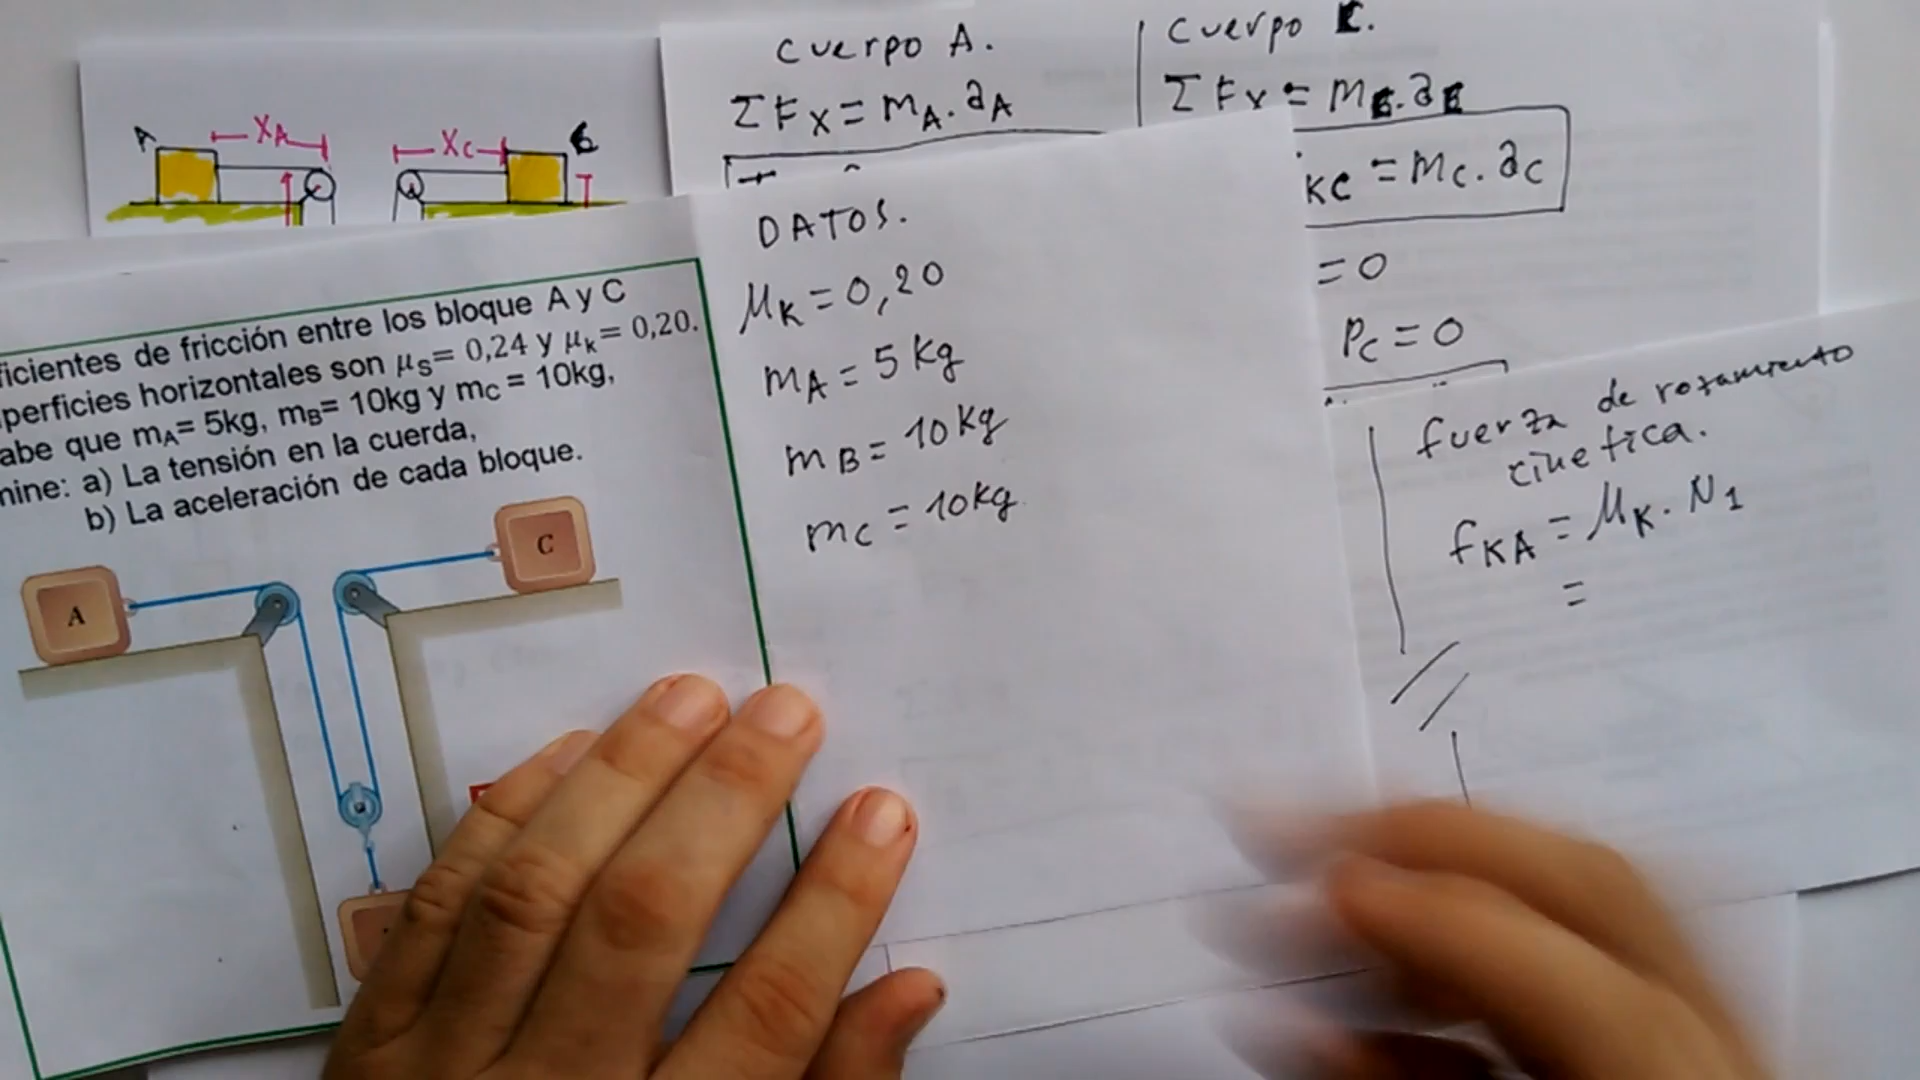 cuerpo A.
ΣFx = mA.aA
cuerpo C.
ΣFx = mC.aC
KC = mC.aC
= 0
PC = 0
A
XA
XC
C
DATOS.
μK = 0,20
mA = 5 kg
mB = 10 kg
mC = 10 kg
ficientes de fricción entre los bloque A y C
perficies horizontales son μS= 0,24 y μk= 0,20.
abe que mA= 5kg, mB= 10kg y mC = 10kg,
mine: a) La tensión en la cuerda,
b) La aceleración de cada bloque.
A
C
fuerza de rozamiento
cinetica.
fKA = μK.N1
=